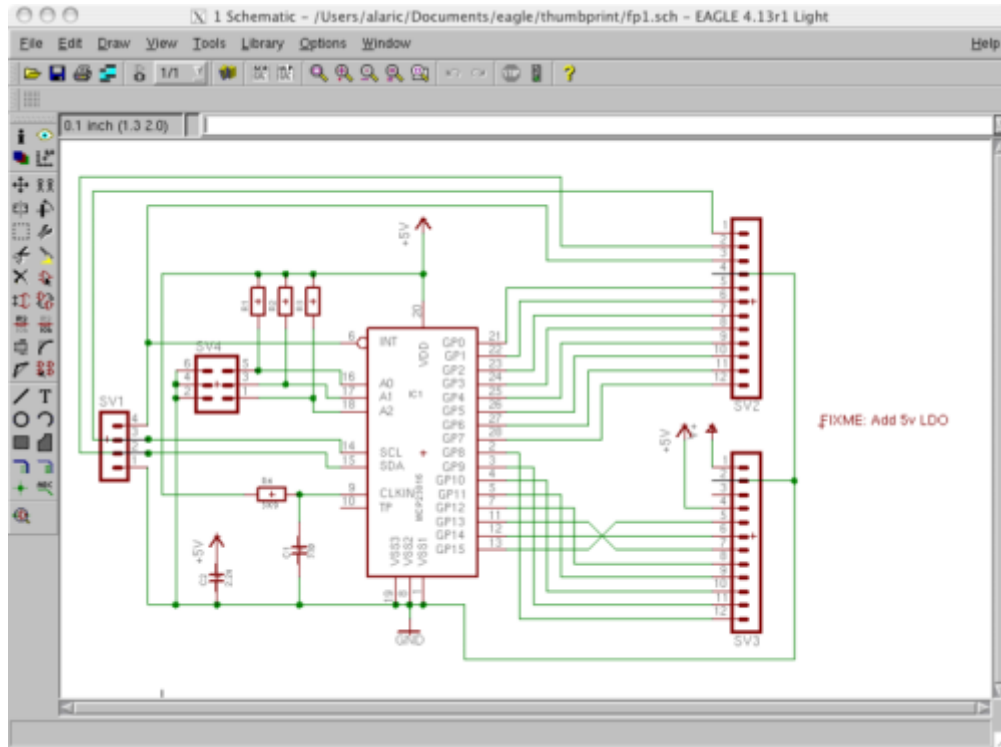 1 Schematic – /Users/alaric/Documents/eagle/thumbprint/fp1.sch – EAGLE 4.13r1 Light
File Edit Draw View Tools Library Options Window Help
1/1
0.1 inch (1.3 2.0)
+5V
20
VDD
R1
R2
SV4
6 5
4 3
2 1
SV1
4
3
2
1
6 INT
16 A0
17 A1
18 A2
14 SCL
15 SDA
9 CLKIN
10 TP
IC1
MCP23016
GP0 21
GP1 22
GP2 23
GP3 24
GP4 25
GP5 26
GP6 27
GP7 28
GP8 2
GP9 3
GP10 4
GP11 5
GP12 7
GP13 11
GP14 12
GP15 13
VSS3 VSS2 VSS1
19 8 1
GND
+5V
C2
C1
1
2
3
4
5
6
7
8
9
10
11
12
SV2
FIXME: Add 5v LDO
+5V
V+
1
2
3
4
5
6
7
8
9
10
11
12
SV3